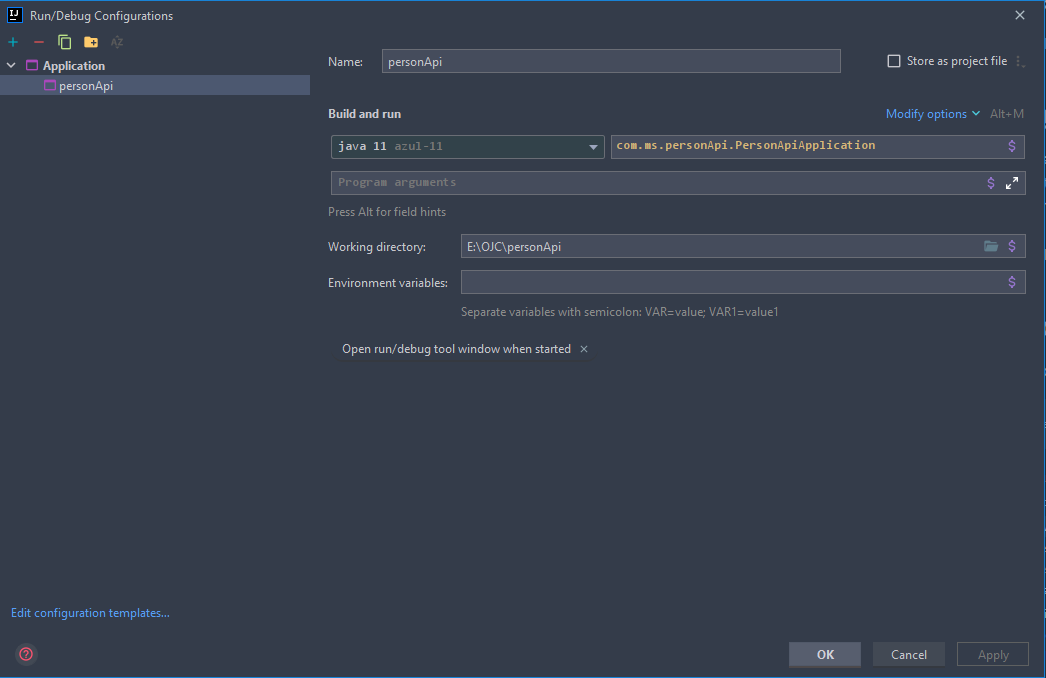 IJ Run/Debug Configurations
Application
personApi
Name: personApi Store as project file
Build and run Modify options Alt+M
java 11 azul-11 com.ms.personApi.PersonApiApplication $
Program arguments $
Press Alt for field hints
Working directory: E:\OJC\personApi $
Environment variables: $
Separate variables with semicolon: VAR=value; VAR1=value1
Open run/debug tool window when started ×
Edit configuration templates...
? OK Cancel Apply